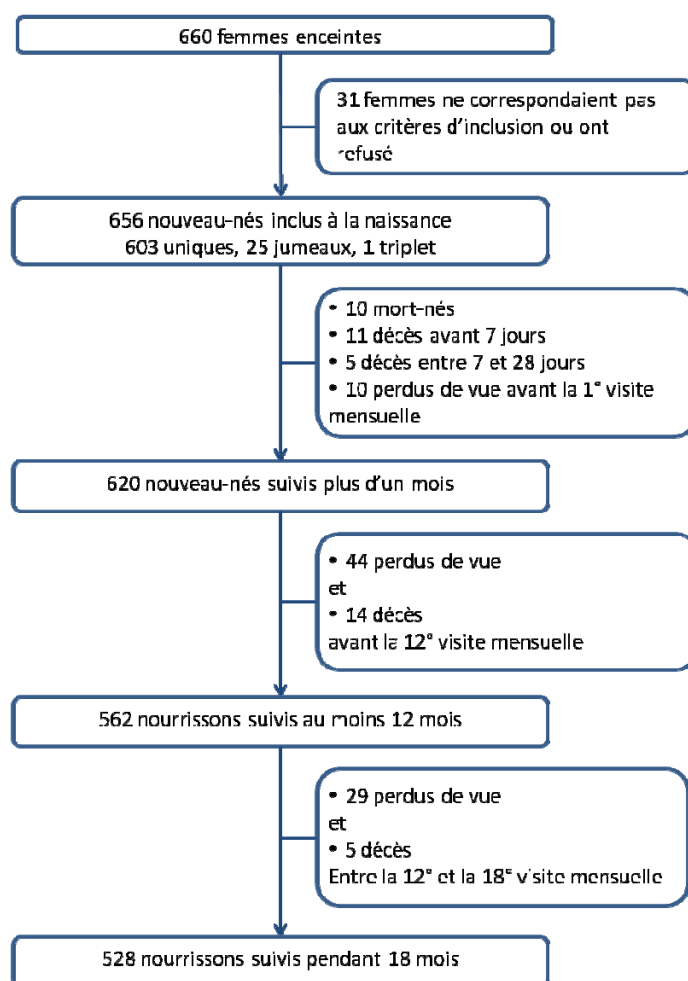 660 femmes enceintes
31 femmes ne correspondaient pas
aux critères d'inclusion ou ont
refusé
656 nouveau-nés inclus à la naissance
603 uniques, 25 jumeaux, 1 triplet
• 10 mort-nés
• 11 décès avant 7 jours
• 5 décès entre 7 et 28 jours
• 10 perdus de vue avant la 1° visite
mensuelle
620 nouveau-nés suivis plus d'un mois
• 44 perdus de vue
et
• 14 décès
avant la 12° visite mensuelle
562 nourrissons suivis au moins 12 mois
• 29 perdus de vue
et
• 5 décès
Entre la 12° et la 18° visite mensuelle
528 nourrissons suivis pendant 18 mois